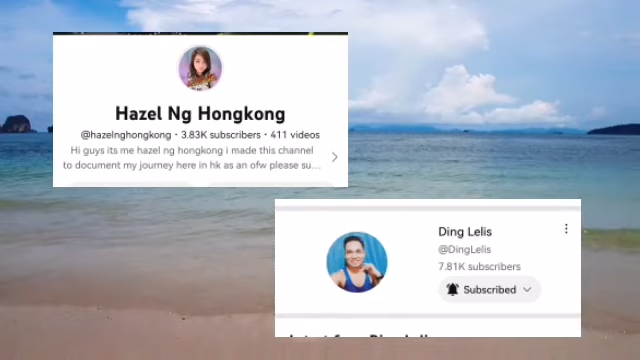 Hazel Ng Hongkong
@hazelnghongkong · 3.83K subscribers · 411 videos
Hi guys its me hazel ng hongkong i made this channel
to document my journey here in hk as an ofw please su...
Ding Lelis
@DingLelis
7.81K subscribers
Subscribed